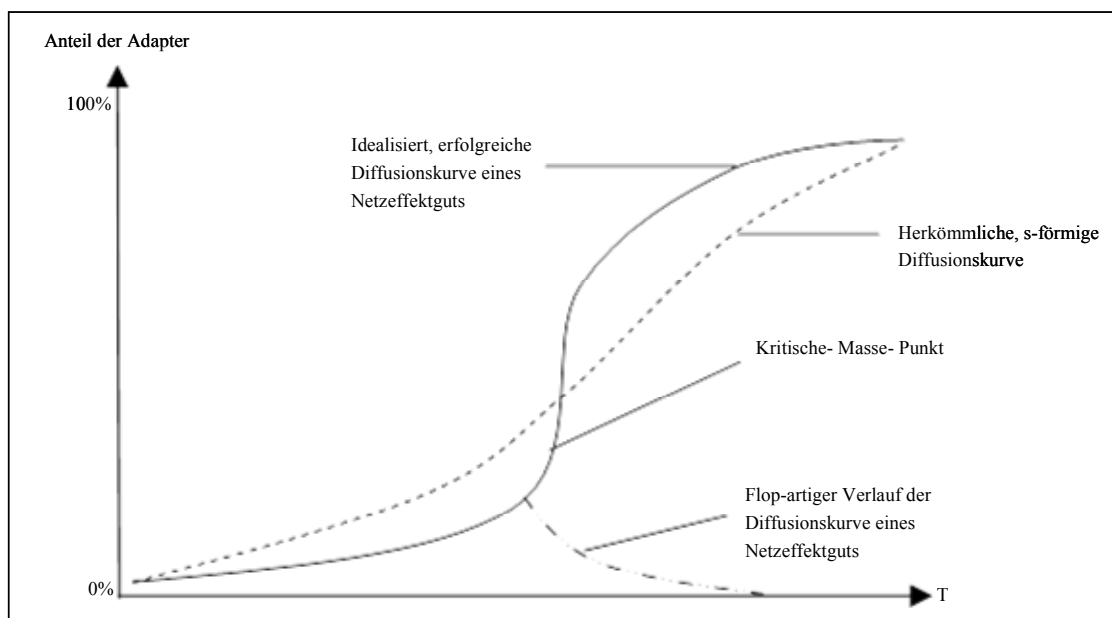 Anteil der Adapter
100%
Idealisiert, erfolgreiche
Diffusionskurve eines
Netzeffektguts
Herkömmliche, s-förmige
Diffusionskurve
Kritische- Masse- Punkt
Flop-artiger Verlauf der
Diffusionskurve eines
Netzeffektguts
0%
T